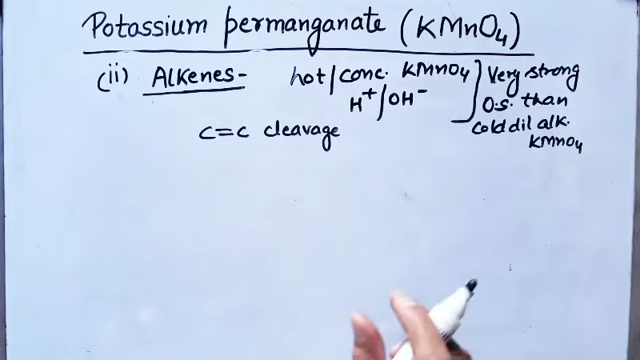 Potassium permanganate (KMnO4)
(ii) Alkenes- hot/conc. KMnO4 Very strong
H+/OH- O.S. than
C=C cleavage cold dil alk.
KMnO4